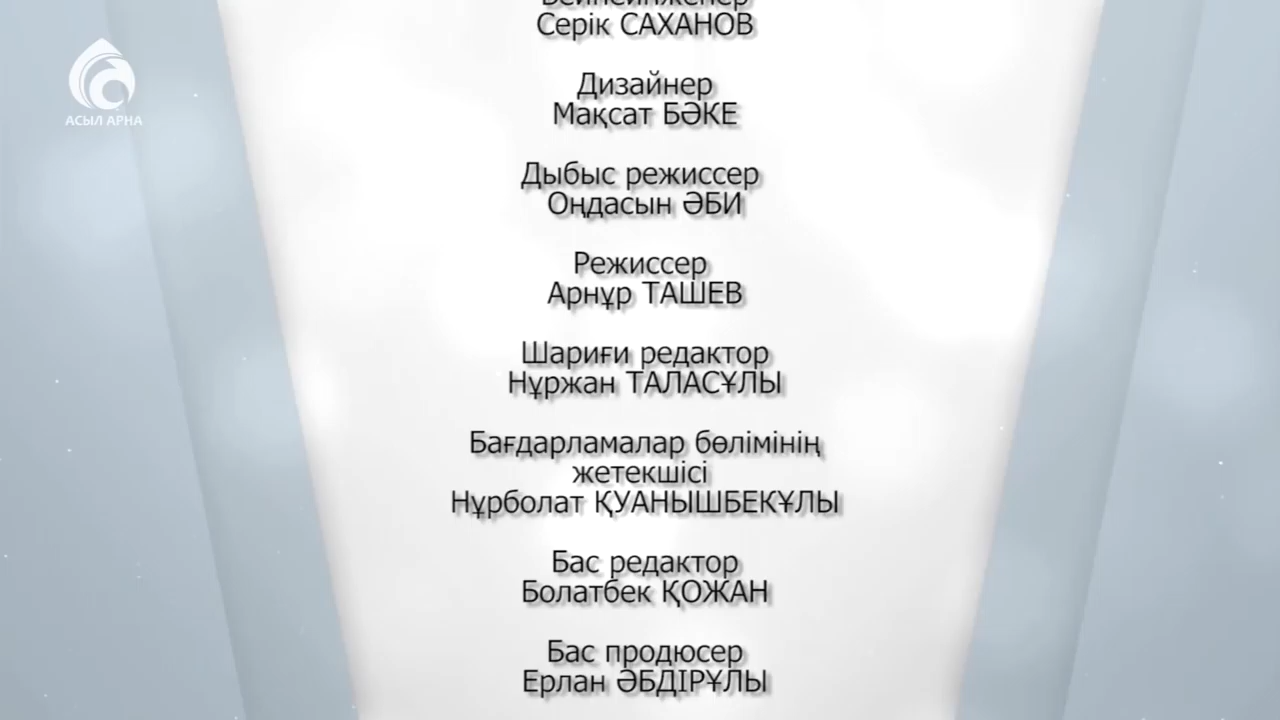 Бейнеинженер
Серік САХАНОВ
АСЫЛ АРНА
Дизайнер
Мақсат БӘКЕ
Дыбыс режиссер
Оңдасын ӘБИ
Режиссер
Арнұр ТАШЕВ
Шариғи редактор
Нұржан ТАЛАСҰЛЫ
Бағдарламалар бөлімінің
жетекшісі
Нұрболат ҚУАНЫШБЕКҰЛЫ
Бас редактор
Болатбек ҚОЖАН
Бас продюсер
Ерлан ӘБДІРҰЛЫ